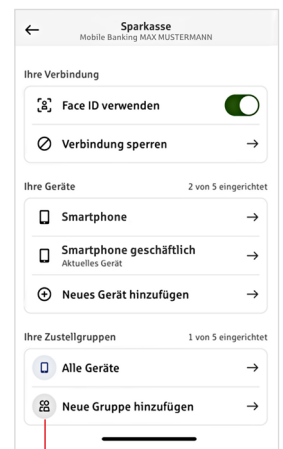 Sparkasse
Mobile Banking MAX MUSTERMANN
Ihre Verbindung
Face ID verwenden
Verbindung sperren
Ihre Geräte 2 von 5 eingerichtet
Smartphone
Smartphone geschäftlich
Aktuelles Gerät
Neues Gerät hinzufügen
Ihre Zustellgruppen 1 von 5 eingerichtet
Alle Geräte
Neue Gruppe hinzufügen